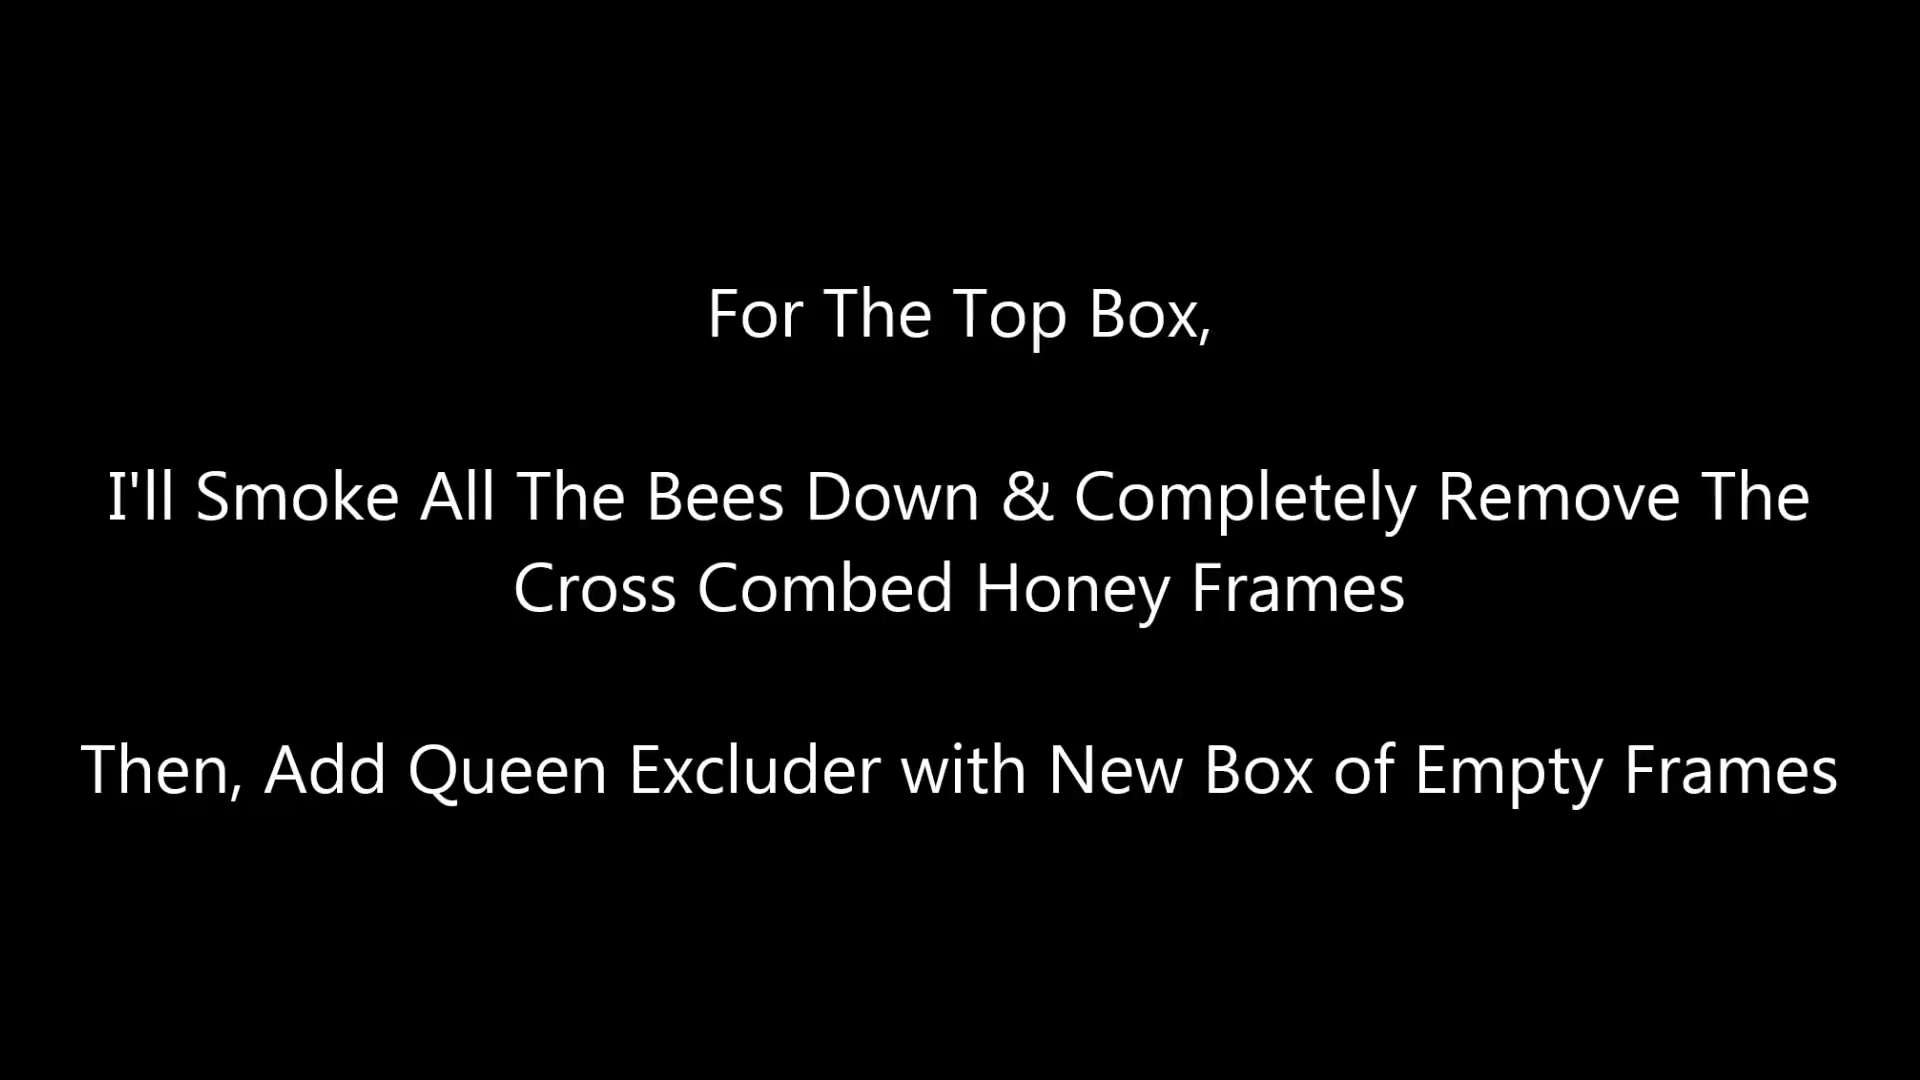 For The Top Box,
I'll Smoke All The Bees Down & Completely Remove The
Cross Combed Honey Frames
Then, Add Queen Excluder with New Box of Empty Frames